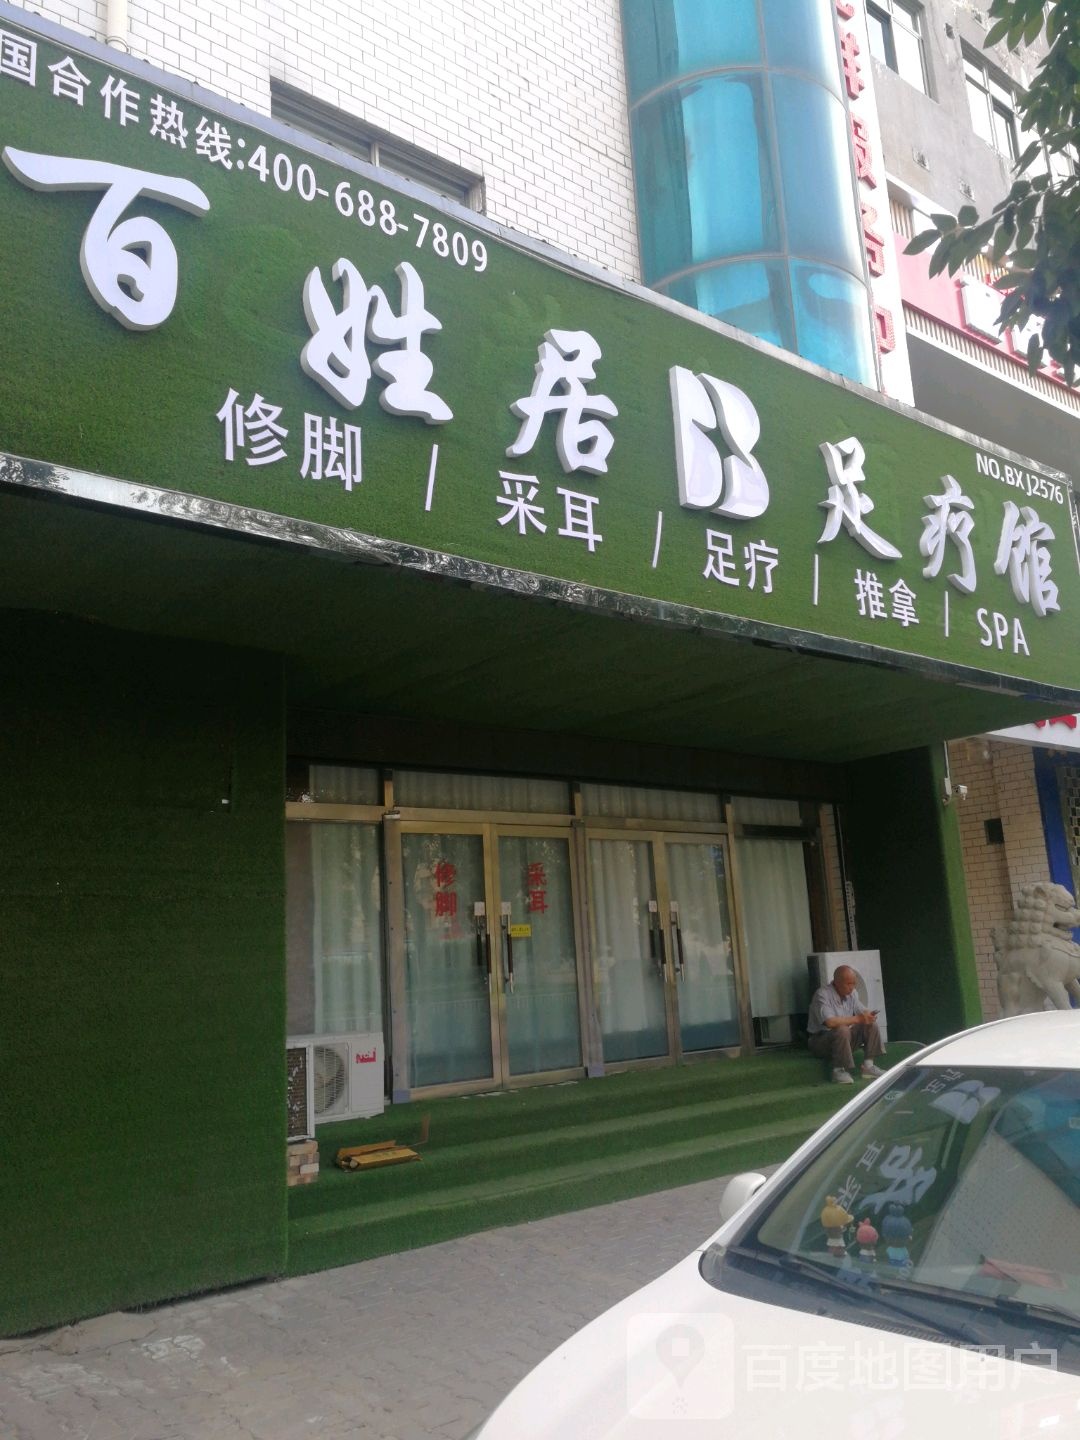 国合作热线:400-688-7809
百姓居 足疗馆
NO.BXJ2576
修脚 | 采耳 | 足疗 | 推拿 | SPA
修脚
采耳
百度地图用户